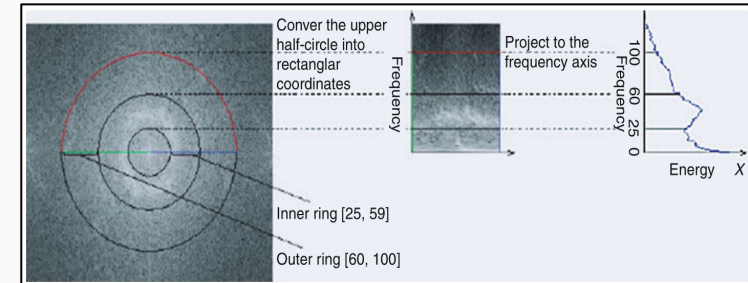 Conver the upper
half-circle into
rectanglar
coordinates
Inner ring [25, 59]
Outer ring [60, 100]
Frequency
Project to the
frequency axis
Frequency
100
60
25
0
Energy X